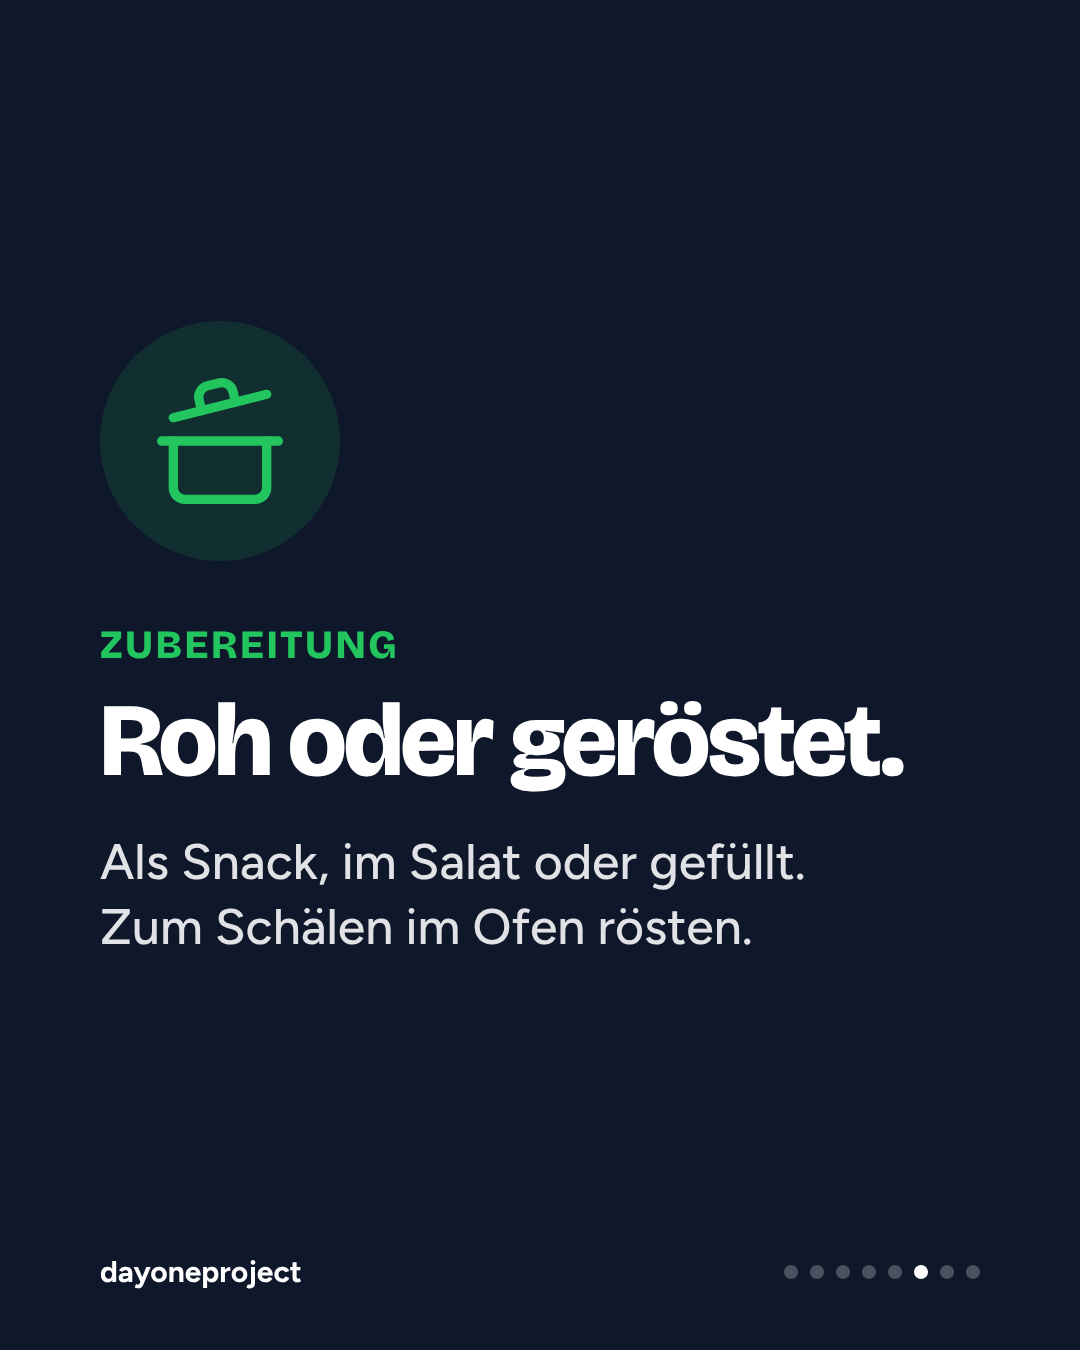 ZUBEREITUNG
Roh oder geröstet.
Als Snack, im Salat oder gefüllt.
Zum Schälen im Ofen rösten.
dayoneproject